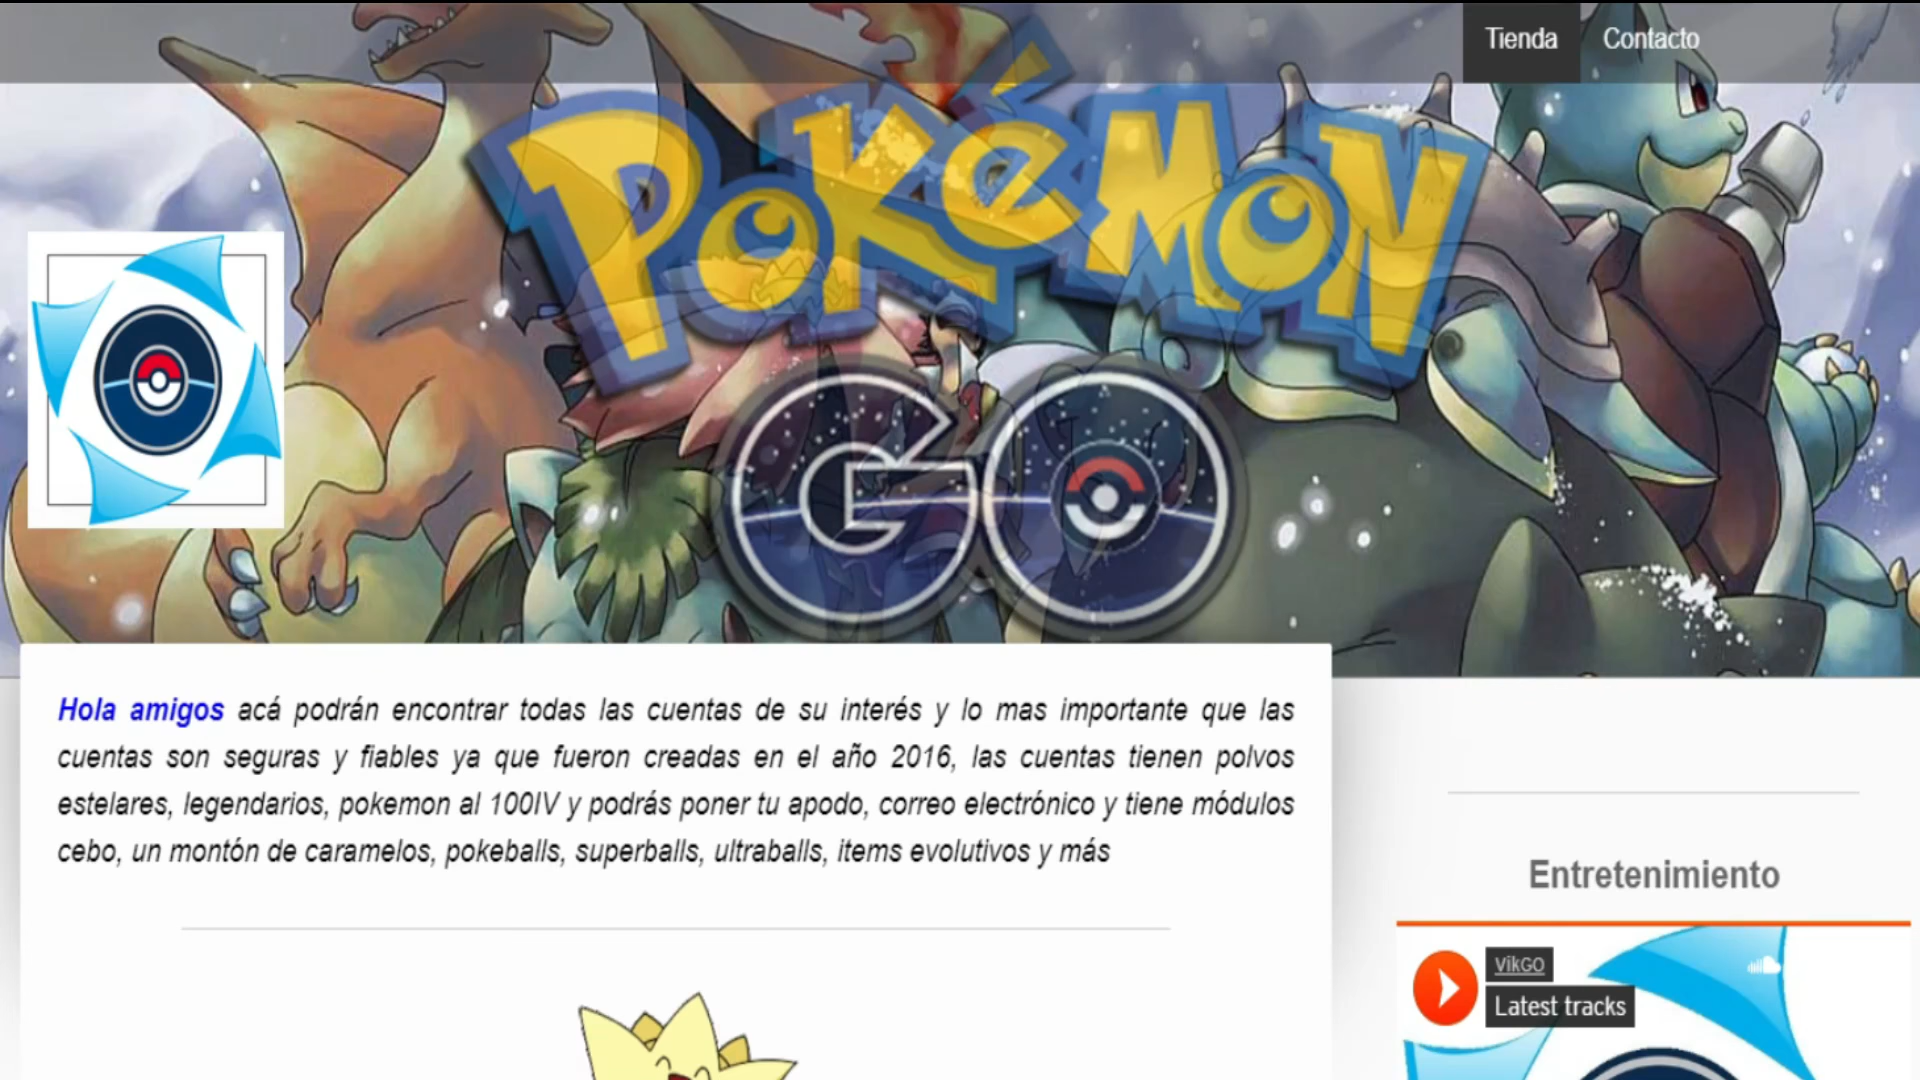 Tienda Contacto
POKÉMON
GO
Hola amigos acá podrán encontrar todas las cuentas de su interés y lo mas importante que las
cuentas son seguras y fiables ya que fueron creadas en el año 2016, las cuentas tienen polvos
estelares, legendarios, pokemon al 100IV y podrás poner tu apodo, correo electrónico y tiene módulos
cebo, un montón de caramelos, pokeballs, superballs, ultraballs, items evolutivos y más
Entretenimiento
VikGO
Latest tracks